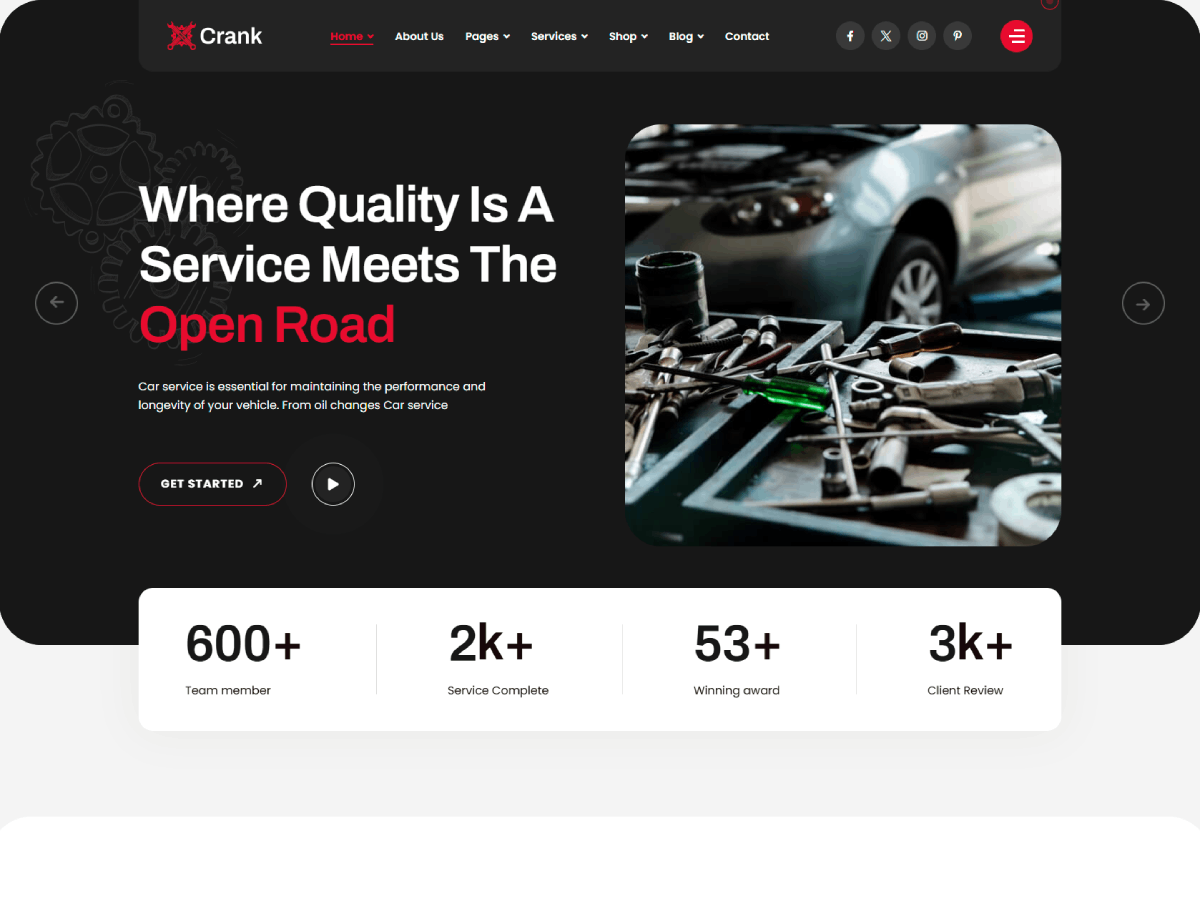 Crank
Home About Us Pages Services Shop Blog Contact
Where Quality Is A
Service Meets The
Open Road
Car service is essential for maintaining the performance and
longevity of your vehicle. From oil changes Car service
GET STARTED
600+ 2k+ 53+ 3k+
Team member Service Complete Winning award Client Review